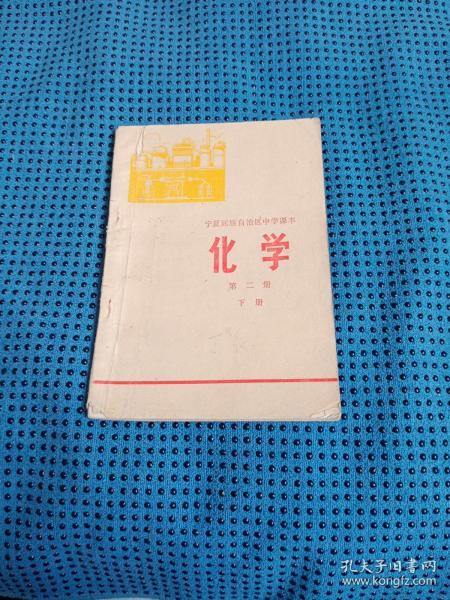 宁夏回族自治区中学课本
化学
第二册
下册
孔夫子旧书网
www.kongfz.com